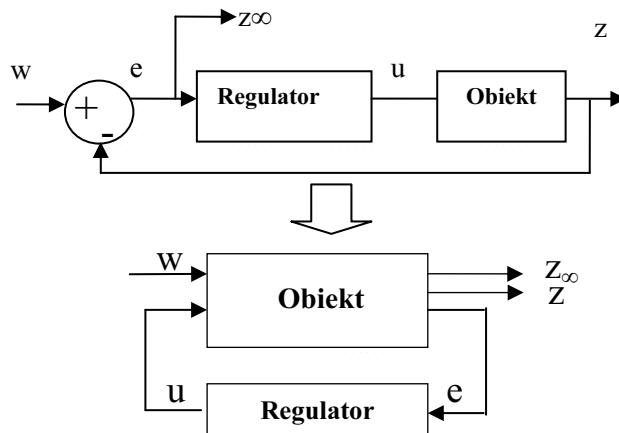 z∞
w e u z
+ Regulator Obiekt
-
w z∞
Obiekt z
u e
Regulator